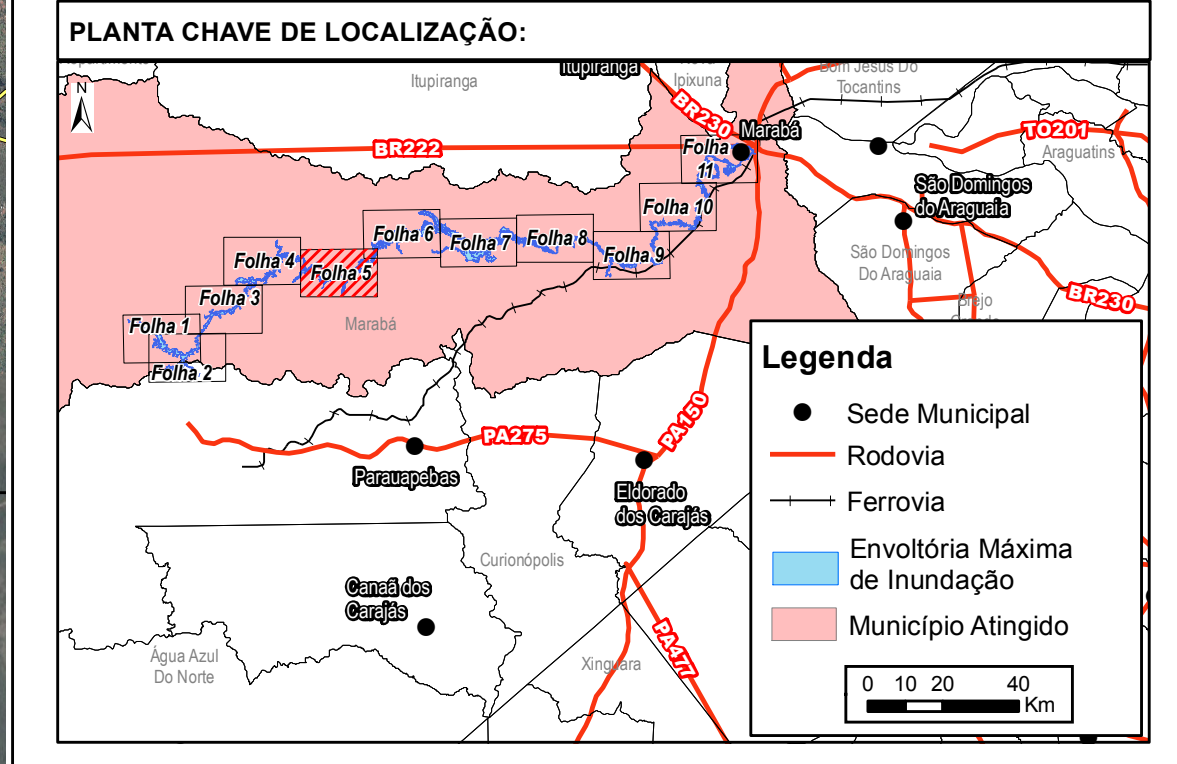 PLANTA CHAVE DE LOCALIZAÇÃO:
N
Itupiranga
Itupiranga
Ipixuna
Bom Jesus Do
Tocantins
BR230
Marabá
BR222
TO201
Araguatins
Folha
11
São Domingos
do Araguaia
Folha 10
Folha 6
Folha 7
Folha 8
Folha 9
São Domingos
Do Araguaia
Folha 4
Folha 5
Folha 3
BR230
Brejo
Folha 1
Marabá
Folha 2
Legenda
Sede Municipal
Rodovia
Ferrovia
Envoltória Máxima
de Inundação
Município Atingido
0 10 20 40
Km
PA150
PA275
Parauapebas
Eldorado
dos Carajás
Curionópolis
Canaã dos
Carajás
Água Azul
Do Norte
Xinguara
PA477